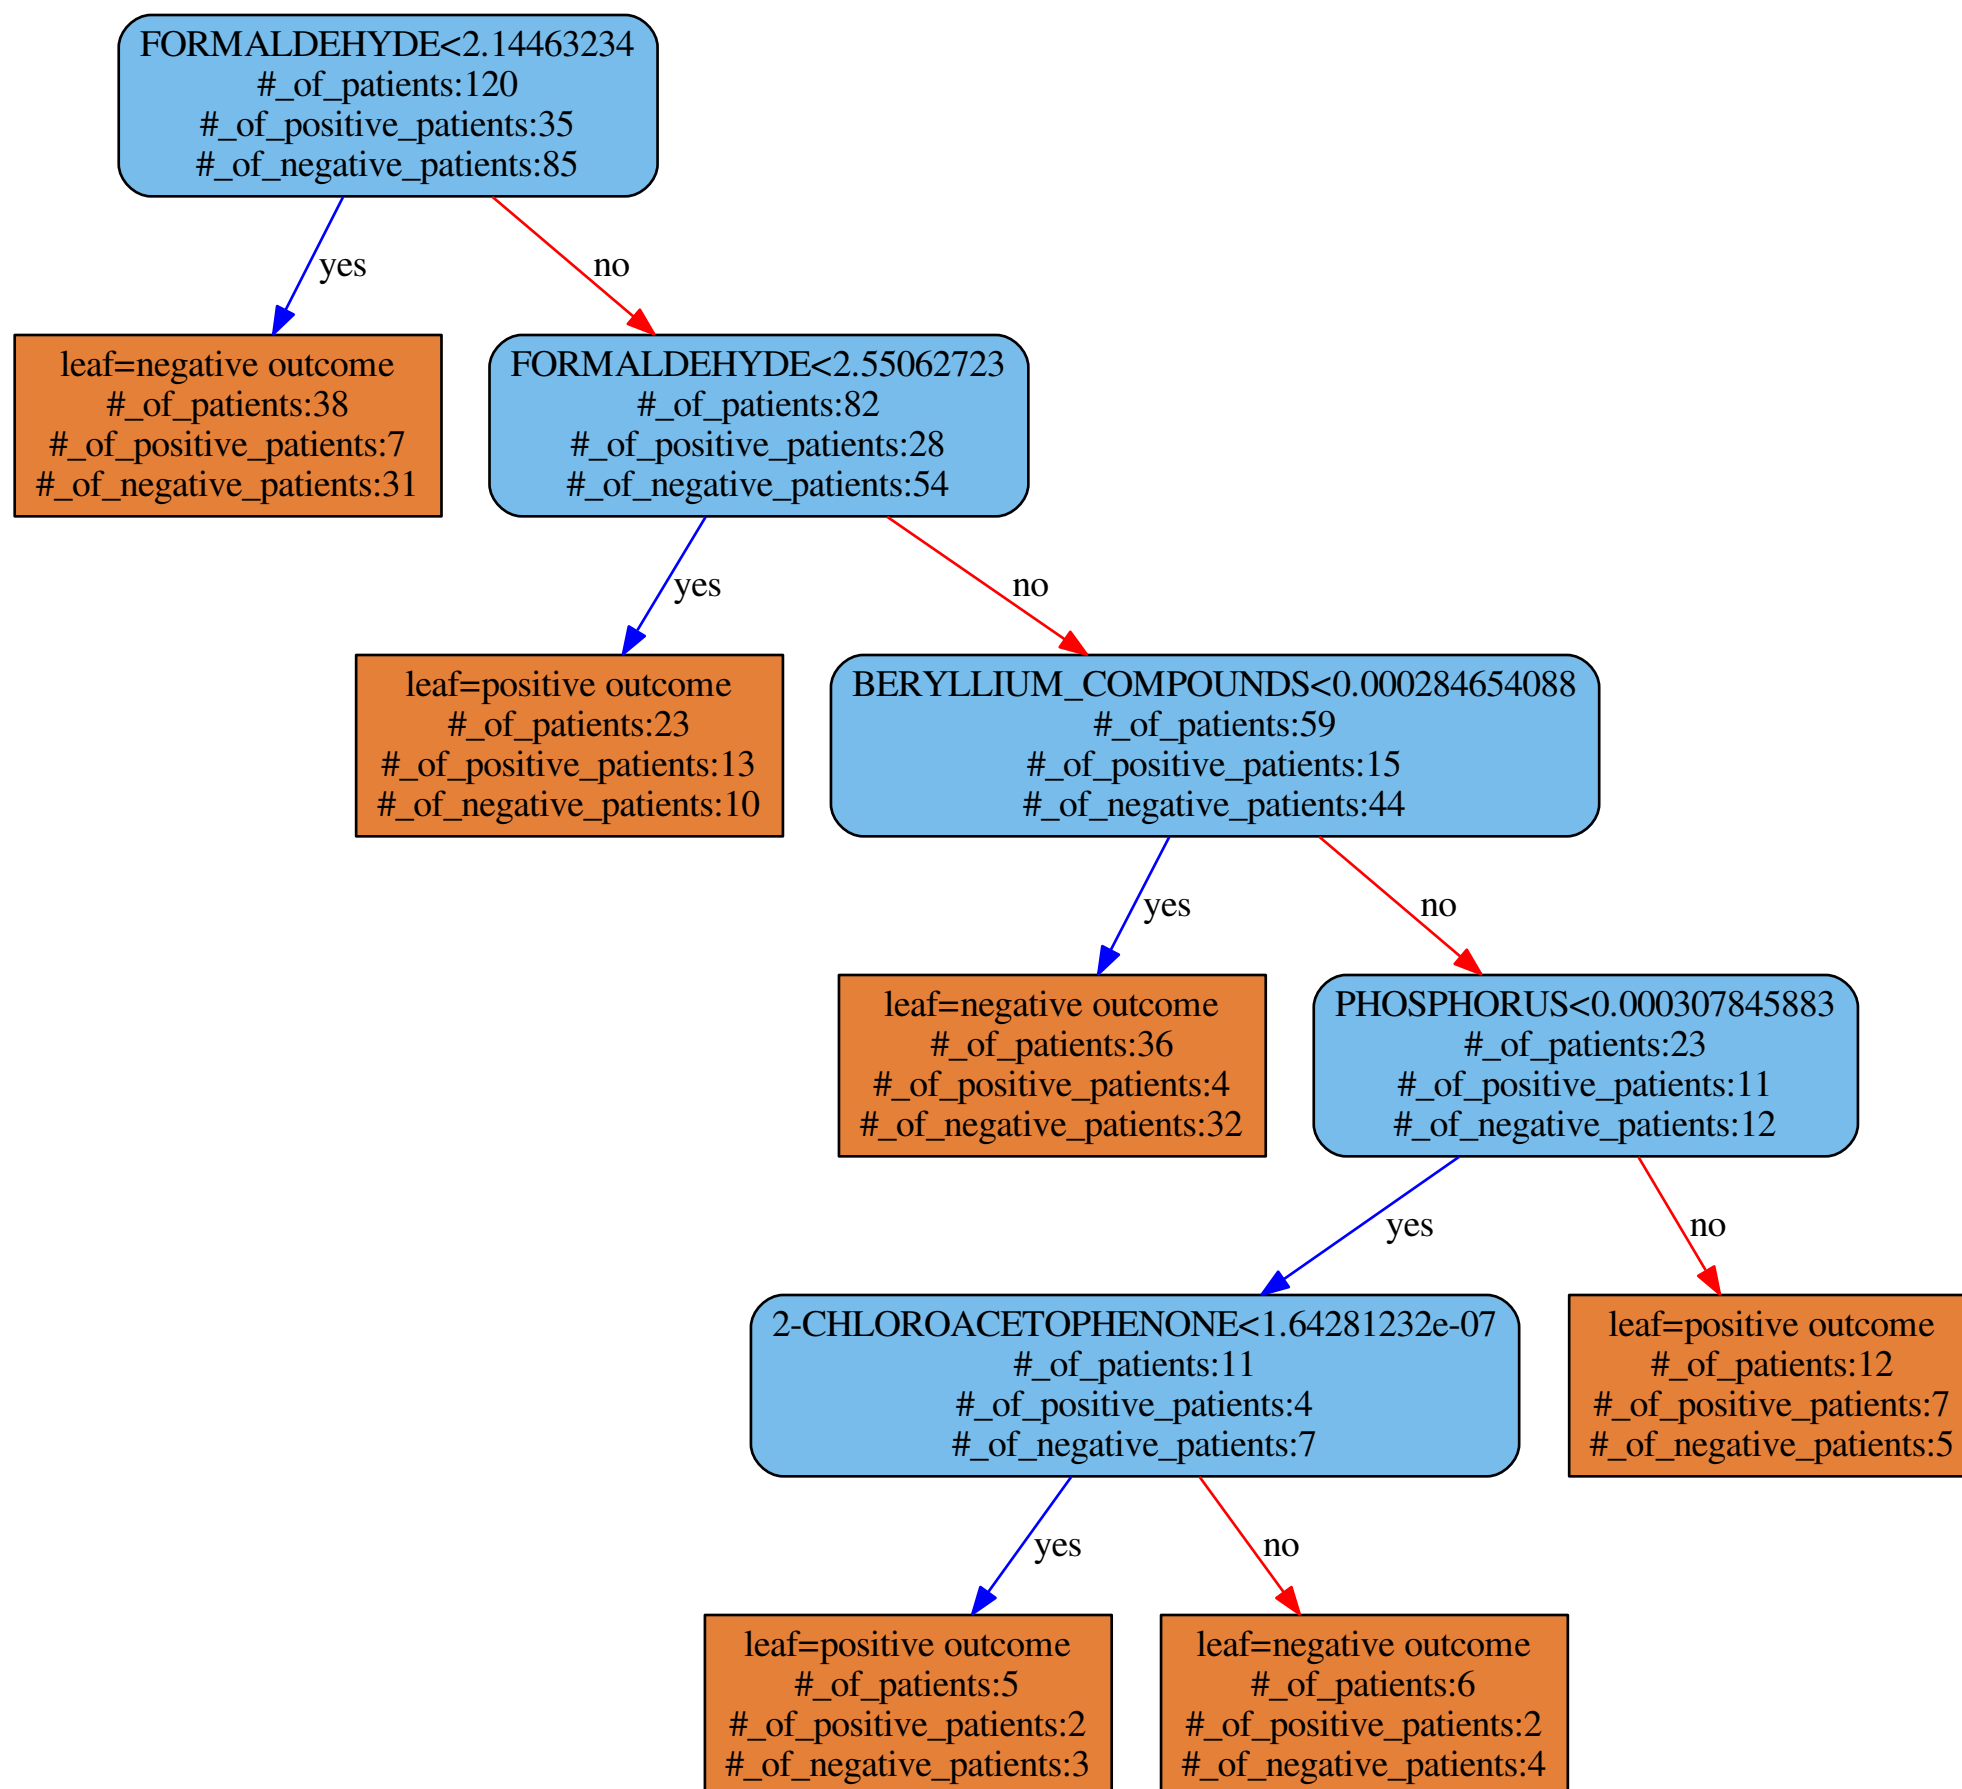 FORMALDEHYDE<2.14463234
#_of_patients:120
#_of_positive_patients:35
#_of_negative_patients:85
yes
no
leaf=negative outcome
#_of_patients:38
#_of_positive_patients:7
#_of_negative_patients:31
FORMALDEHYDE<2.55062723
#_of_patients:82
#_of_positive_patients:28
#_of_negative_patients:54
yes
no
leaf=positive outcome
#_of_patients:23
#_of_positive_patients:13
#_of_negative_patients:10
BERYLLIUM_COMPOUNDS<0.000284654088
#_of_patients:59
#_of_positive_patients:15
#_of_negative_patients:44
yes
no
leaf=negative outcome
#_of_patients:36
#_of_positive_patients:4
#_of_negative_patients:32
PHOSPHORUS<0.000307845883
#_of_patients:23
#_of_positive_patients:11
#_of_negative_patients:12
yes
no
2-CHLOROACETOPHENONE<1.64281232e-07
#_of_patients:11
#_of_positive_patients:4
#_of_negative_patients:7
leaf=positive outcome
#_of_patients:12
#_of_positive_patients:7
#_of_negative_patients:5
yes
no
leaf=positive outcome
#_of_patients:5
#_of_positive_patients:2
#_of_negative_patients:3
leaf=negative outcome
#_of_patients:6
#_of_positive_patients:2
#_of_negative_patients:4